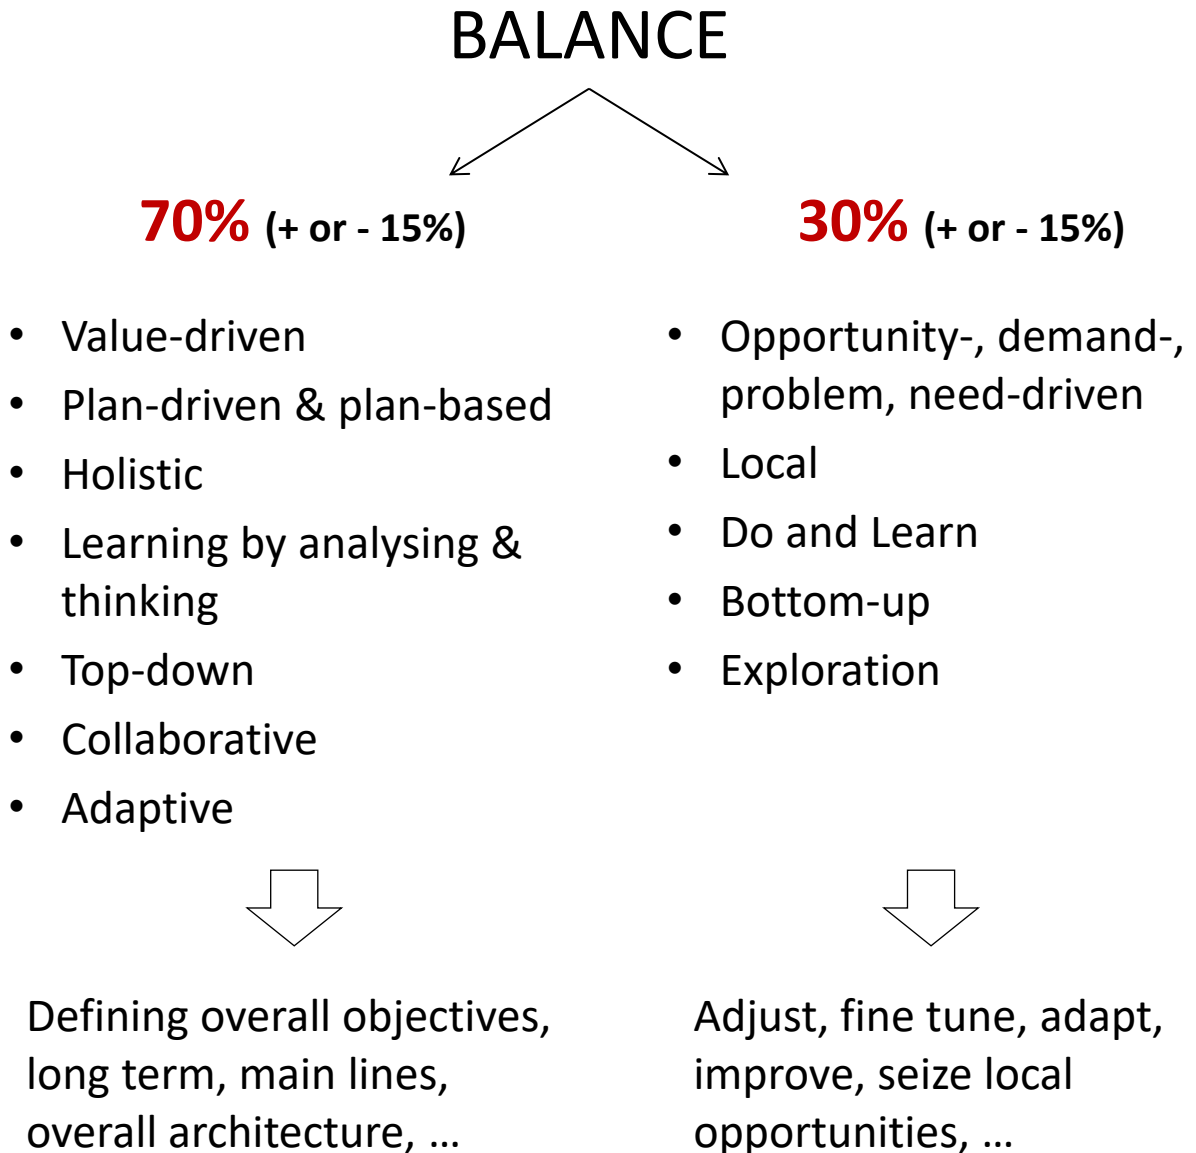 BALANCE
70% (+ or - 15%)
• Value-driven
• Plan-driven & plan-based
• Holistic
• Learning by analysing &
thinking
• Top-down
• Collaborative
• Adaptive
Defining overall objectives,
long term, main lines,
overall architecture, …
30% (+ or - 15%)
• Opportunity-, demand-,
problem, need-driven
• Local
• Do and Learn
• Bottom-up
• Exploration
Adjust, fine tune, adapt,
improve, seize local
opportunities, …